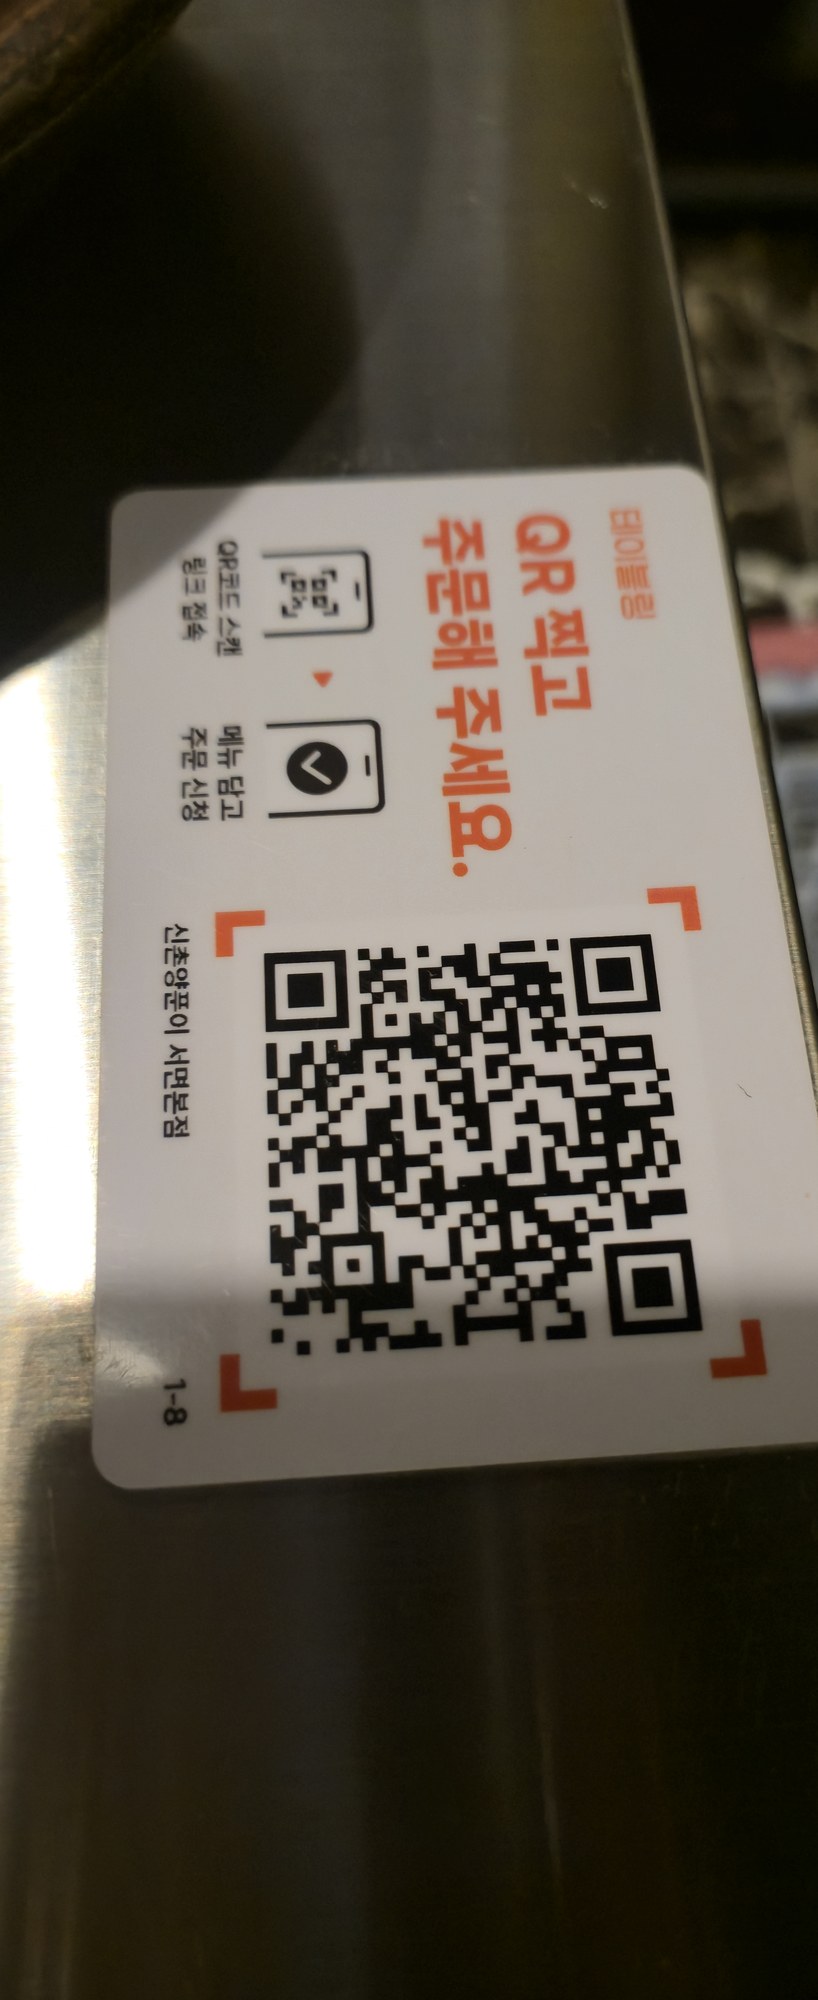 테이블링
QR 찍고
주문해 주세요.
QR코드 스캔
링크 접속
메뉴 담고
주문 신청
신촌양푼이 서면본점
1-8